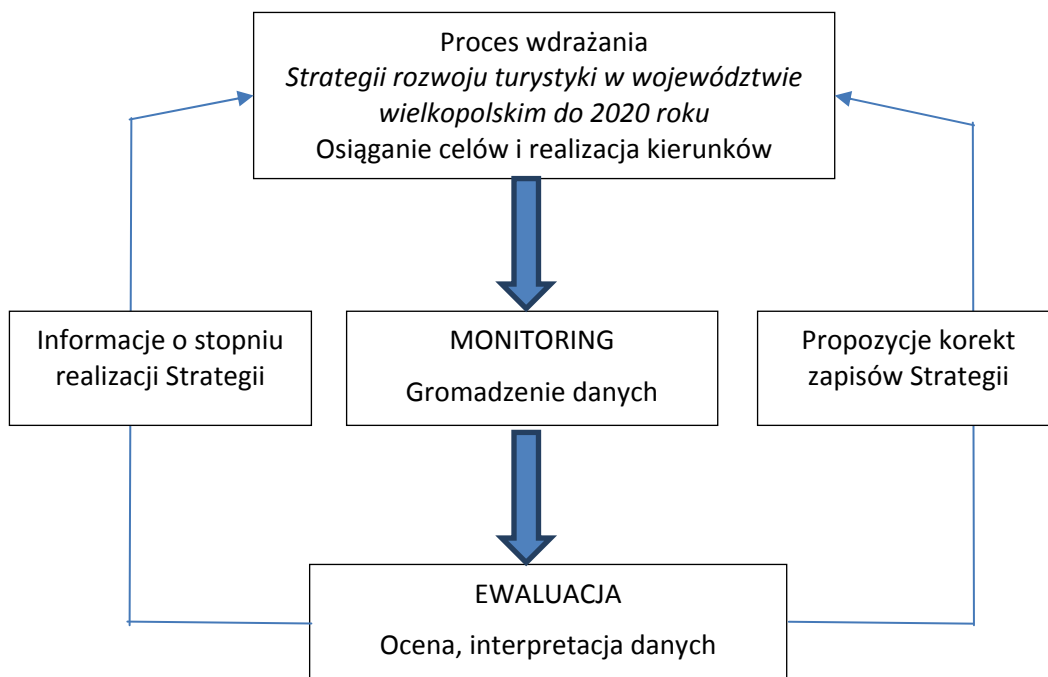 Proces wdrażania
Strategii rozwoju turystyki w województwie
wielkopolskim do 2020 roku
Osiąganie celów i realizacja kierunków
Informacje o stopniu
realizacji Strategii
MONITORING
Gromadzenie danych
Propozycje korekt
zapisów Strategii
EWALUACJA
Ocena, interpretacja danych